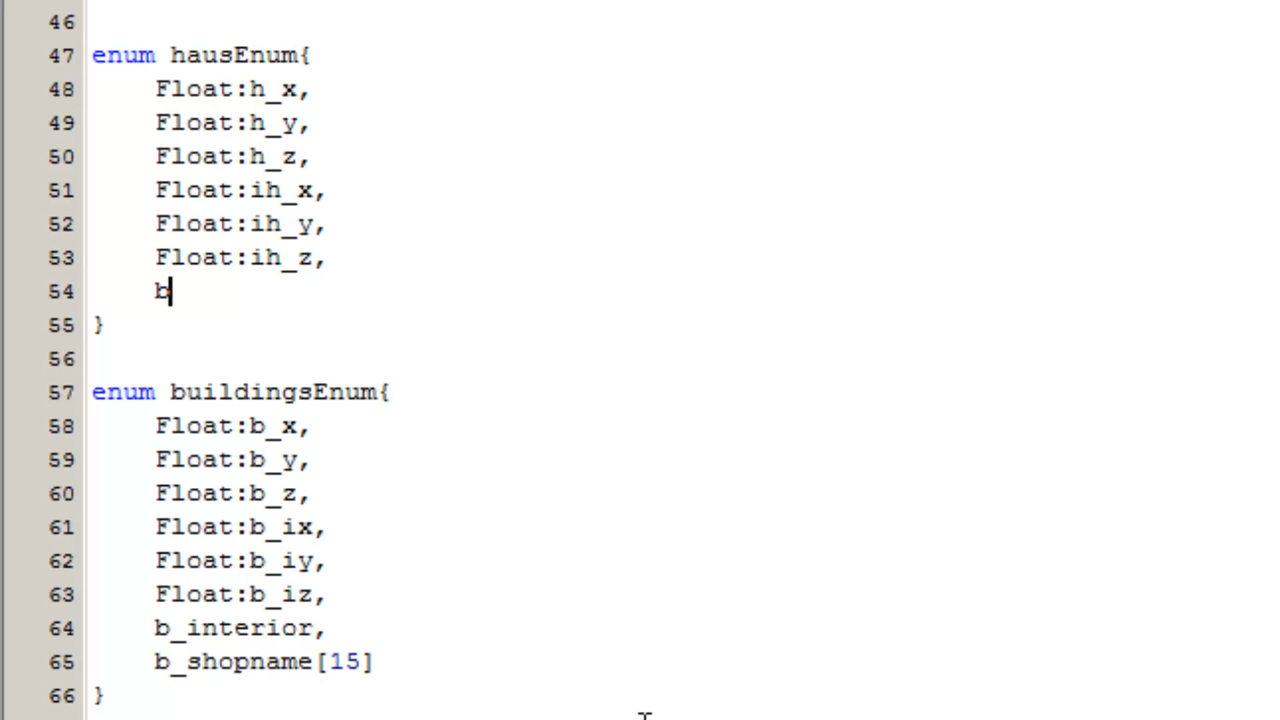 46
47 enum hausEnum{
48 Float:h_x,
49 Float:h_y,
50 Float:h_z,
51 Float:ih_x,
52 Float:ih_y,
53 Float:ih_z,
54 b
55 }
56
57 enum buildingsEnum{
58 Float:b_x,
59 Float:b_y,
60 Float:b_z,
61 Float:b_ix,
62 Float:b_iy,
63 Float:b_iz,
64 b_interior,
65 b_shopname[15]
66 }